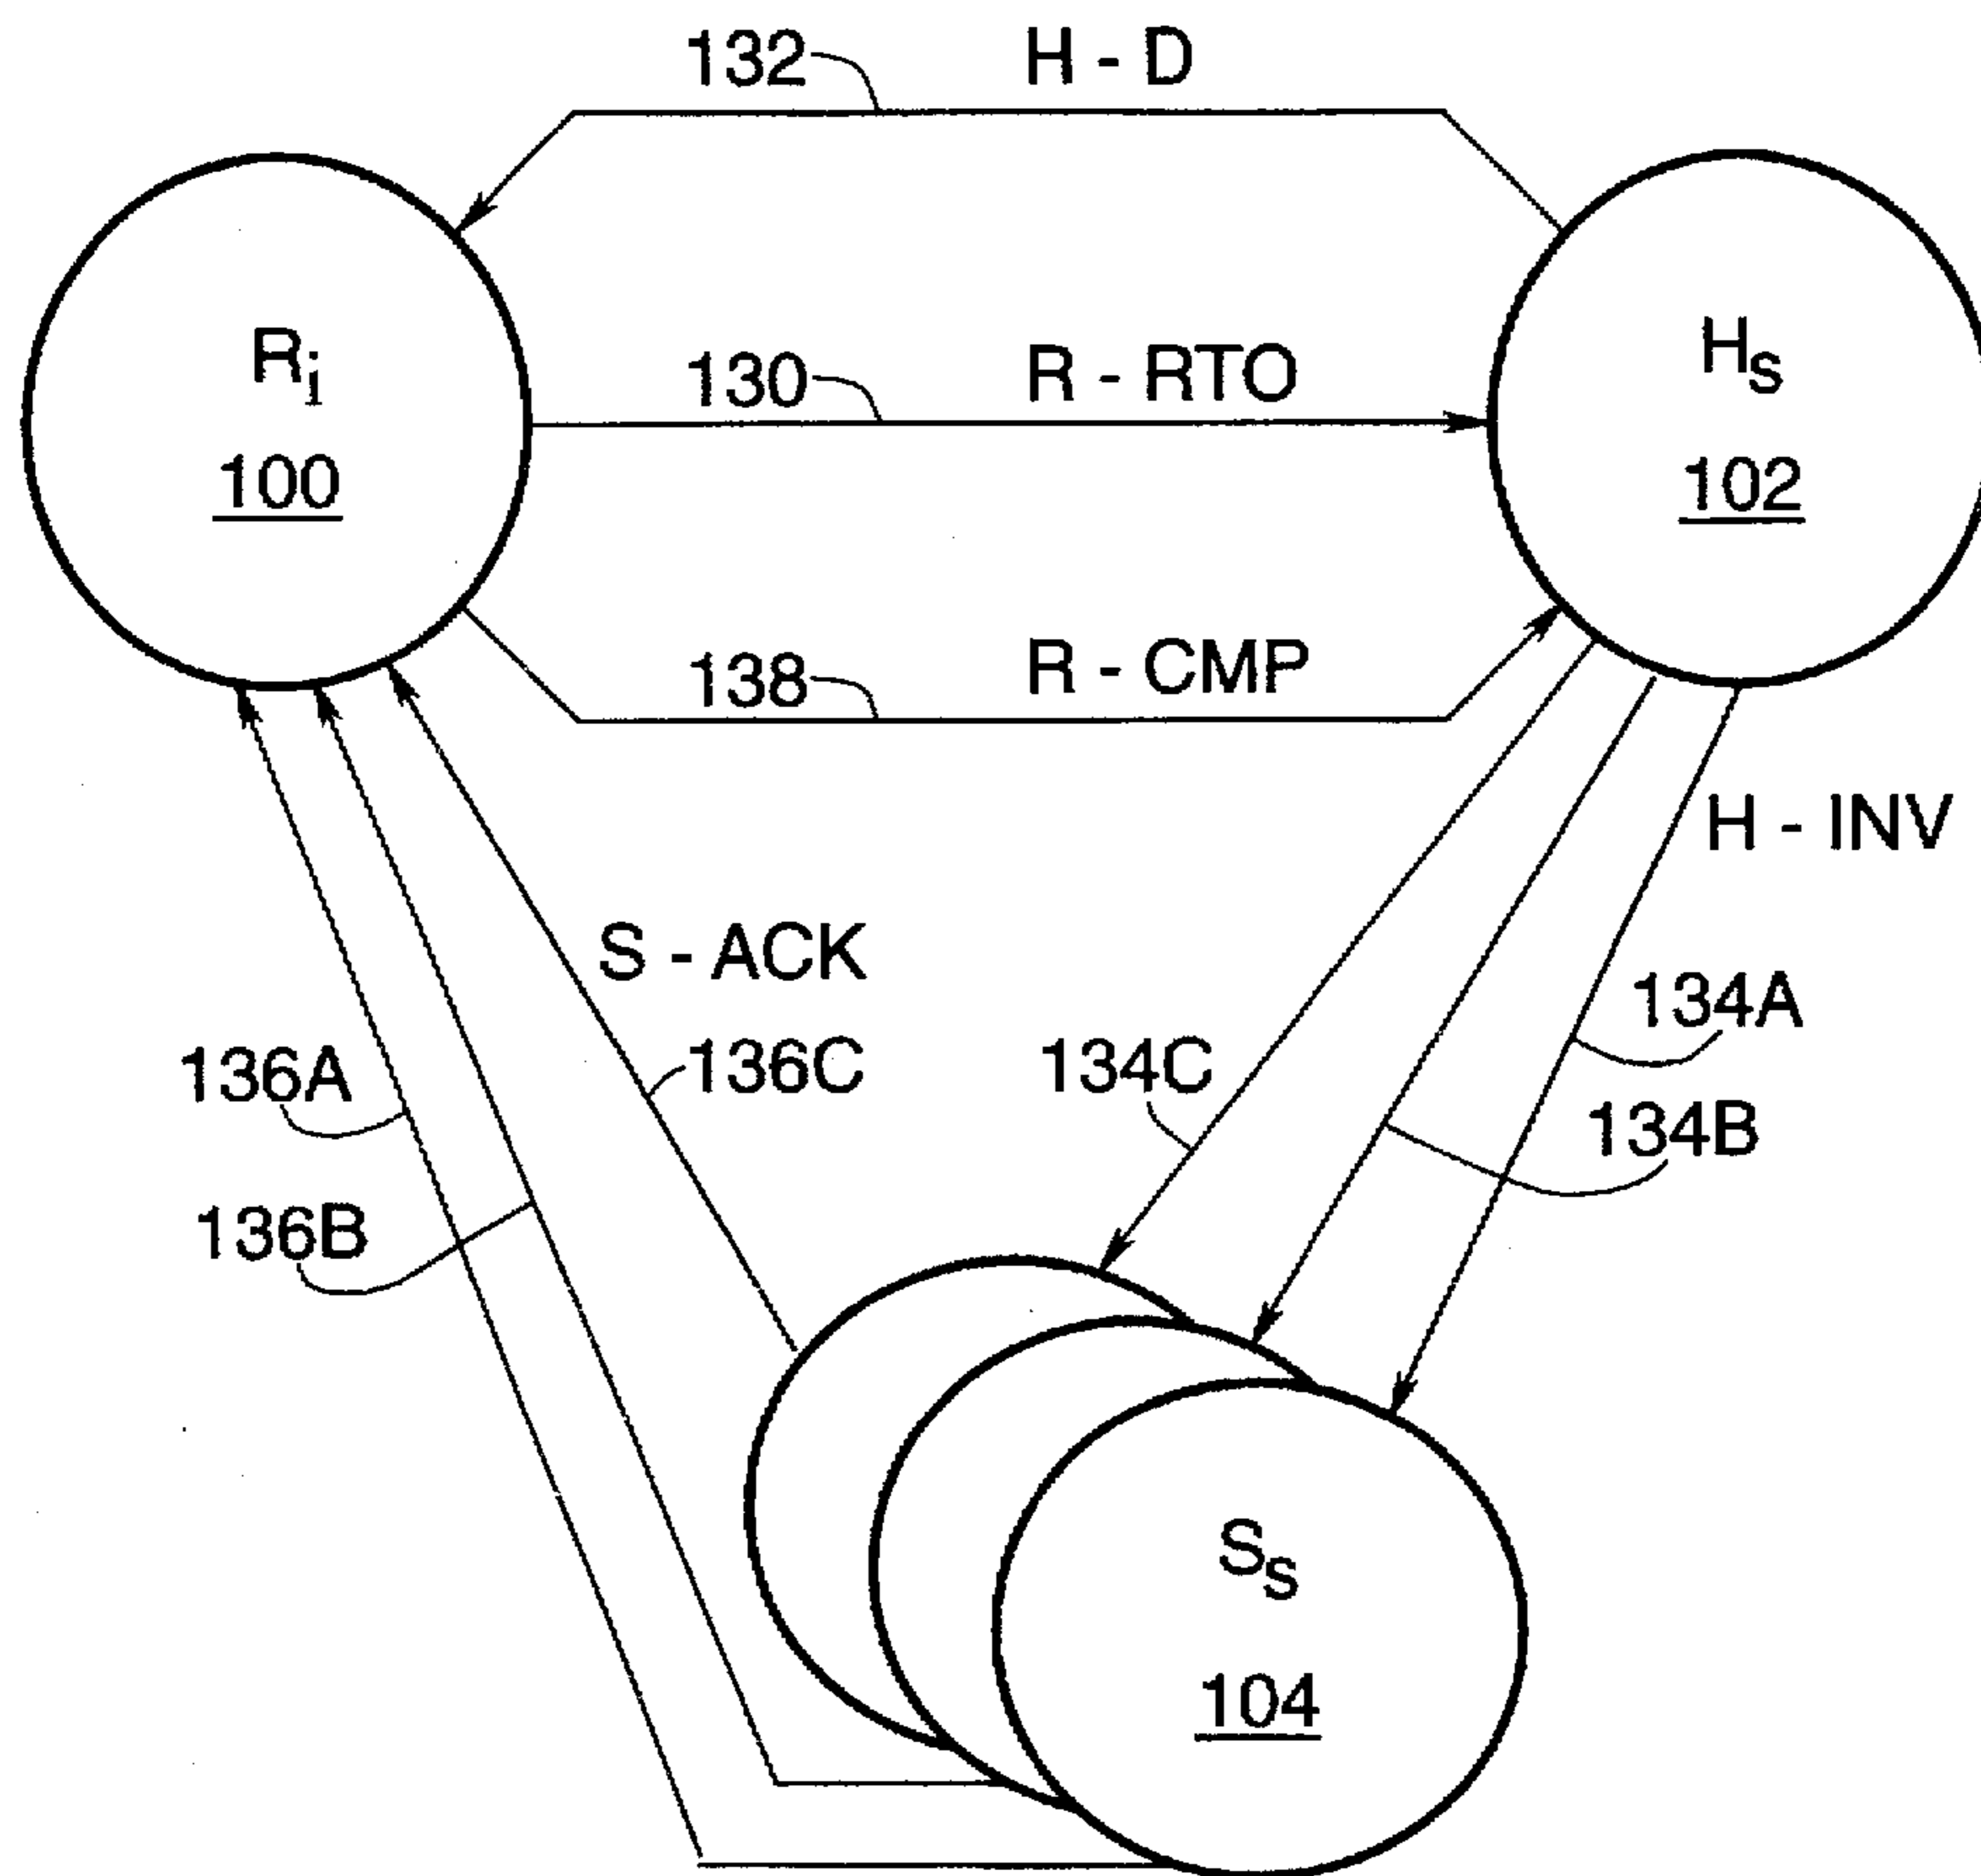 132 H - D
Ri
100
130 R - RTO
HS
102
138 R - CMP
H - INV
S - ACK
134A
136A
136C
134C
134B
136B
SS
104